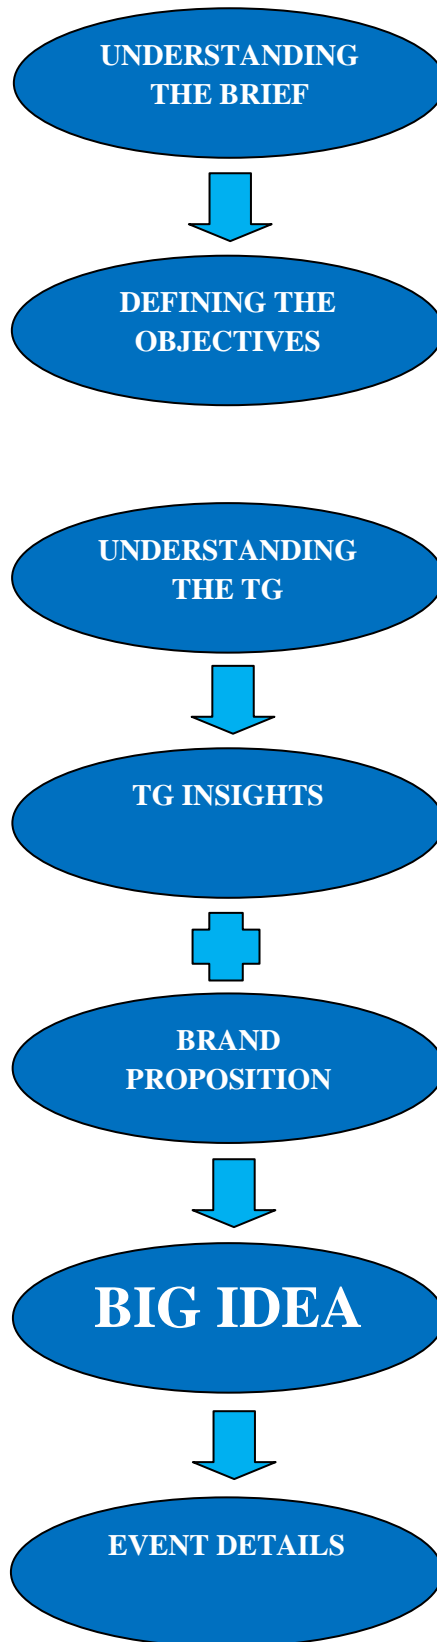 UNDERSTANDING
THE BRIEF
DEFINING THE
OBJECTIVES
UNDERSTANDING
THE TG
TG INSIGHTS
BRAND
PROPOSITION
BIG IDEA
EVENT DETAILS